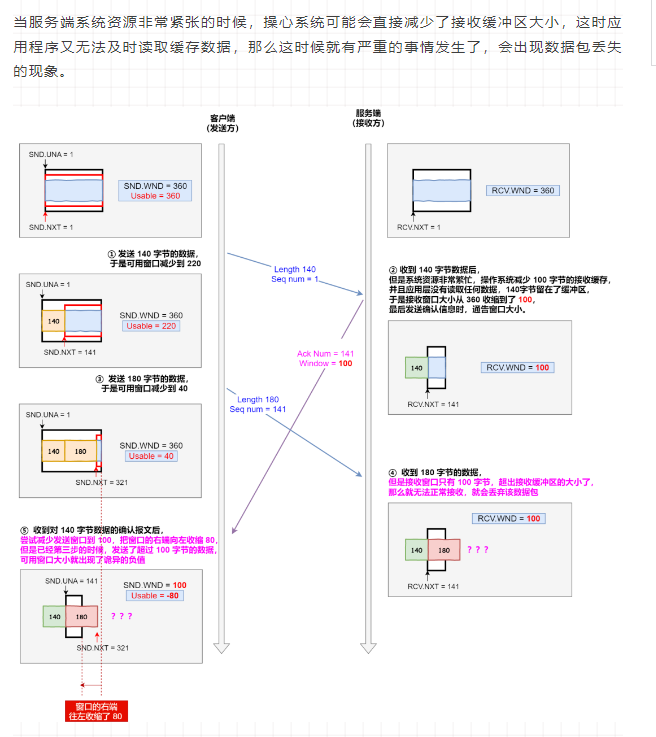 当服务端系统资源非常紧张的时候，操心系统可能会直接减少了接收缓冲区大小，这时应
用程序又无法及时读取缓存数据，那么这时候就有严重的事情发生了，会出现数据包丢失
的现象。
客户端
(发送方)
服务端
(接收方)
SND.UNA = 1
SND.WND = 360
Usable = 360
SND.NXT = 1
RCV.WND = 360
RCV.NXT = 1
① 发送 140 字节的数据，
于是可用窗口减少到 220
Length 140
Seq num = 1
② 收到 140 字节数据后，
但是系统资源非常繁忙，操作系统减少 100 字节的接收缓存，
并且应用层没有读取任何数据，140字节留在了缓冲区，
于是接收窗口大小从 360 收缩到了 100，
最后发送确认信息时，通告窗口大小。
SND.UNA = 1
140
SND.WND = 360
Usable = 220
SND.NXT = 141
Ack Num = 141
Window = 100
140
RCV.WND = 100
RCV.NXT = 141
③ 发送 180 字节的数据，
于是可用窗口减少到 40
Length 180
Seq num = 141
SND.UNA = 1
140
180
SND.WND = 360
Usable = 40
SND.NXT = 321
④ 收到 180 字节的数据，
但是接收窗口只有 100 字节，超出接收缓冲区的大小了，
那么就无法正常接收，就会丢弃该数据包
RCV.WND = 100
140
180
? ? ?
RCV.NXT = 141
⑤ 收到对 140 字节数据的确认报文后，
尝试减少发送窗口到 100，把窗口的右端向左收缩 80，
但是已经第三步的时候，发送了超过 100 字节的数据，
可用窗口大小就出现了诡异的负值
SND.UNA = 141
SND.WND = 100
Usable = -80
140
180
? ? ?
SND.NXT = 321
窗口的右端
往左收缩了 80